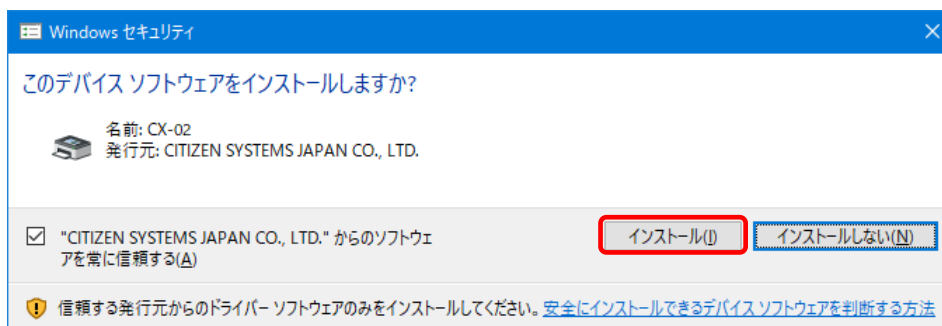 Windows セキュリティ
このデバイス ソフトウェアをインストールしますか?
名前: CX-02
発行元: CITIZEN SYSTEMS JAPAN CO., LTD.
"CITIZEN SYSTEMS JAPAN CO., LTD." からのソフトウェ
アを常に信頼する(A)
インストール(I)
インストールしない(N)
信頼する発行元からのドライバー ソフトウェアのみをインストールしてください。安全にインストールできるデバイス ソフトウェアを判断する方法